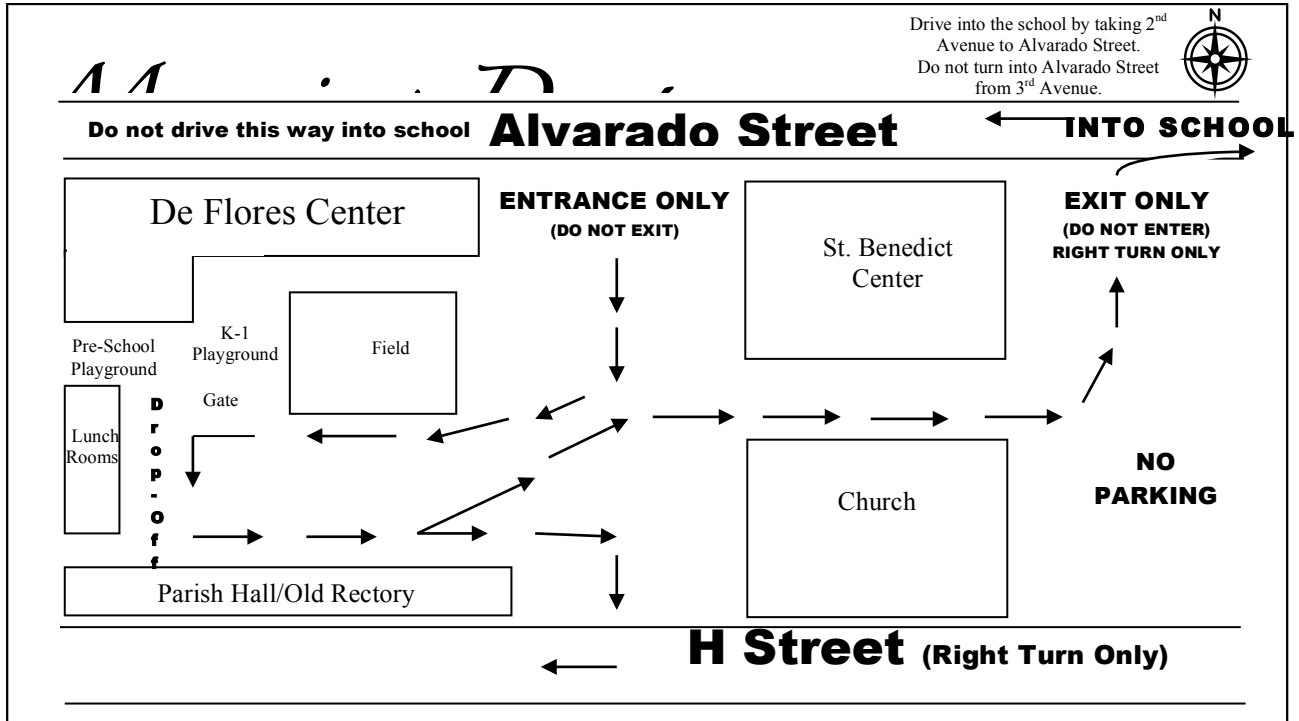 Drive into the school by taking 2nd
Avenue to Alvarado Street.
Do not turn into Alvarado Street
from 3rd Avenue.
N
Do not drive this way into school
Alvarado Street
INTO SCHOOL
De Flores Center
ENTRANCE ONLY
(DO NOT EXIT)
St. Benedict
Center
EXIT ONLY
(DO NOT ENTER)
RIGHT TURN ONLY
Pre-School
Playground
K-1
Playground
Field
Gate
Lunch
Rooms
Drop-Off
Church
NO
PARKING
Parish Hall/Old Rectory
H Street (Right Turn Only)